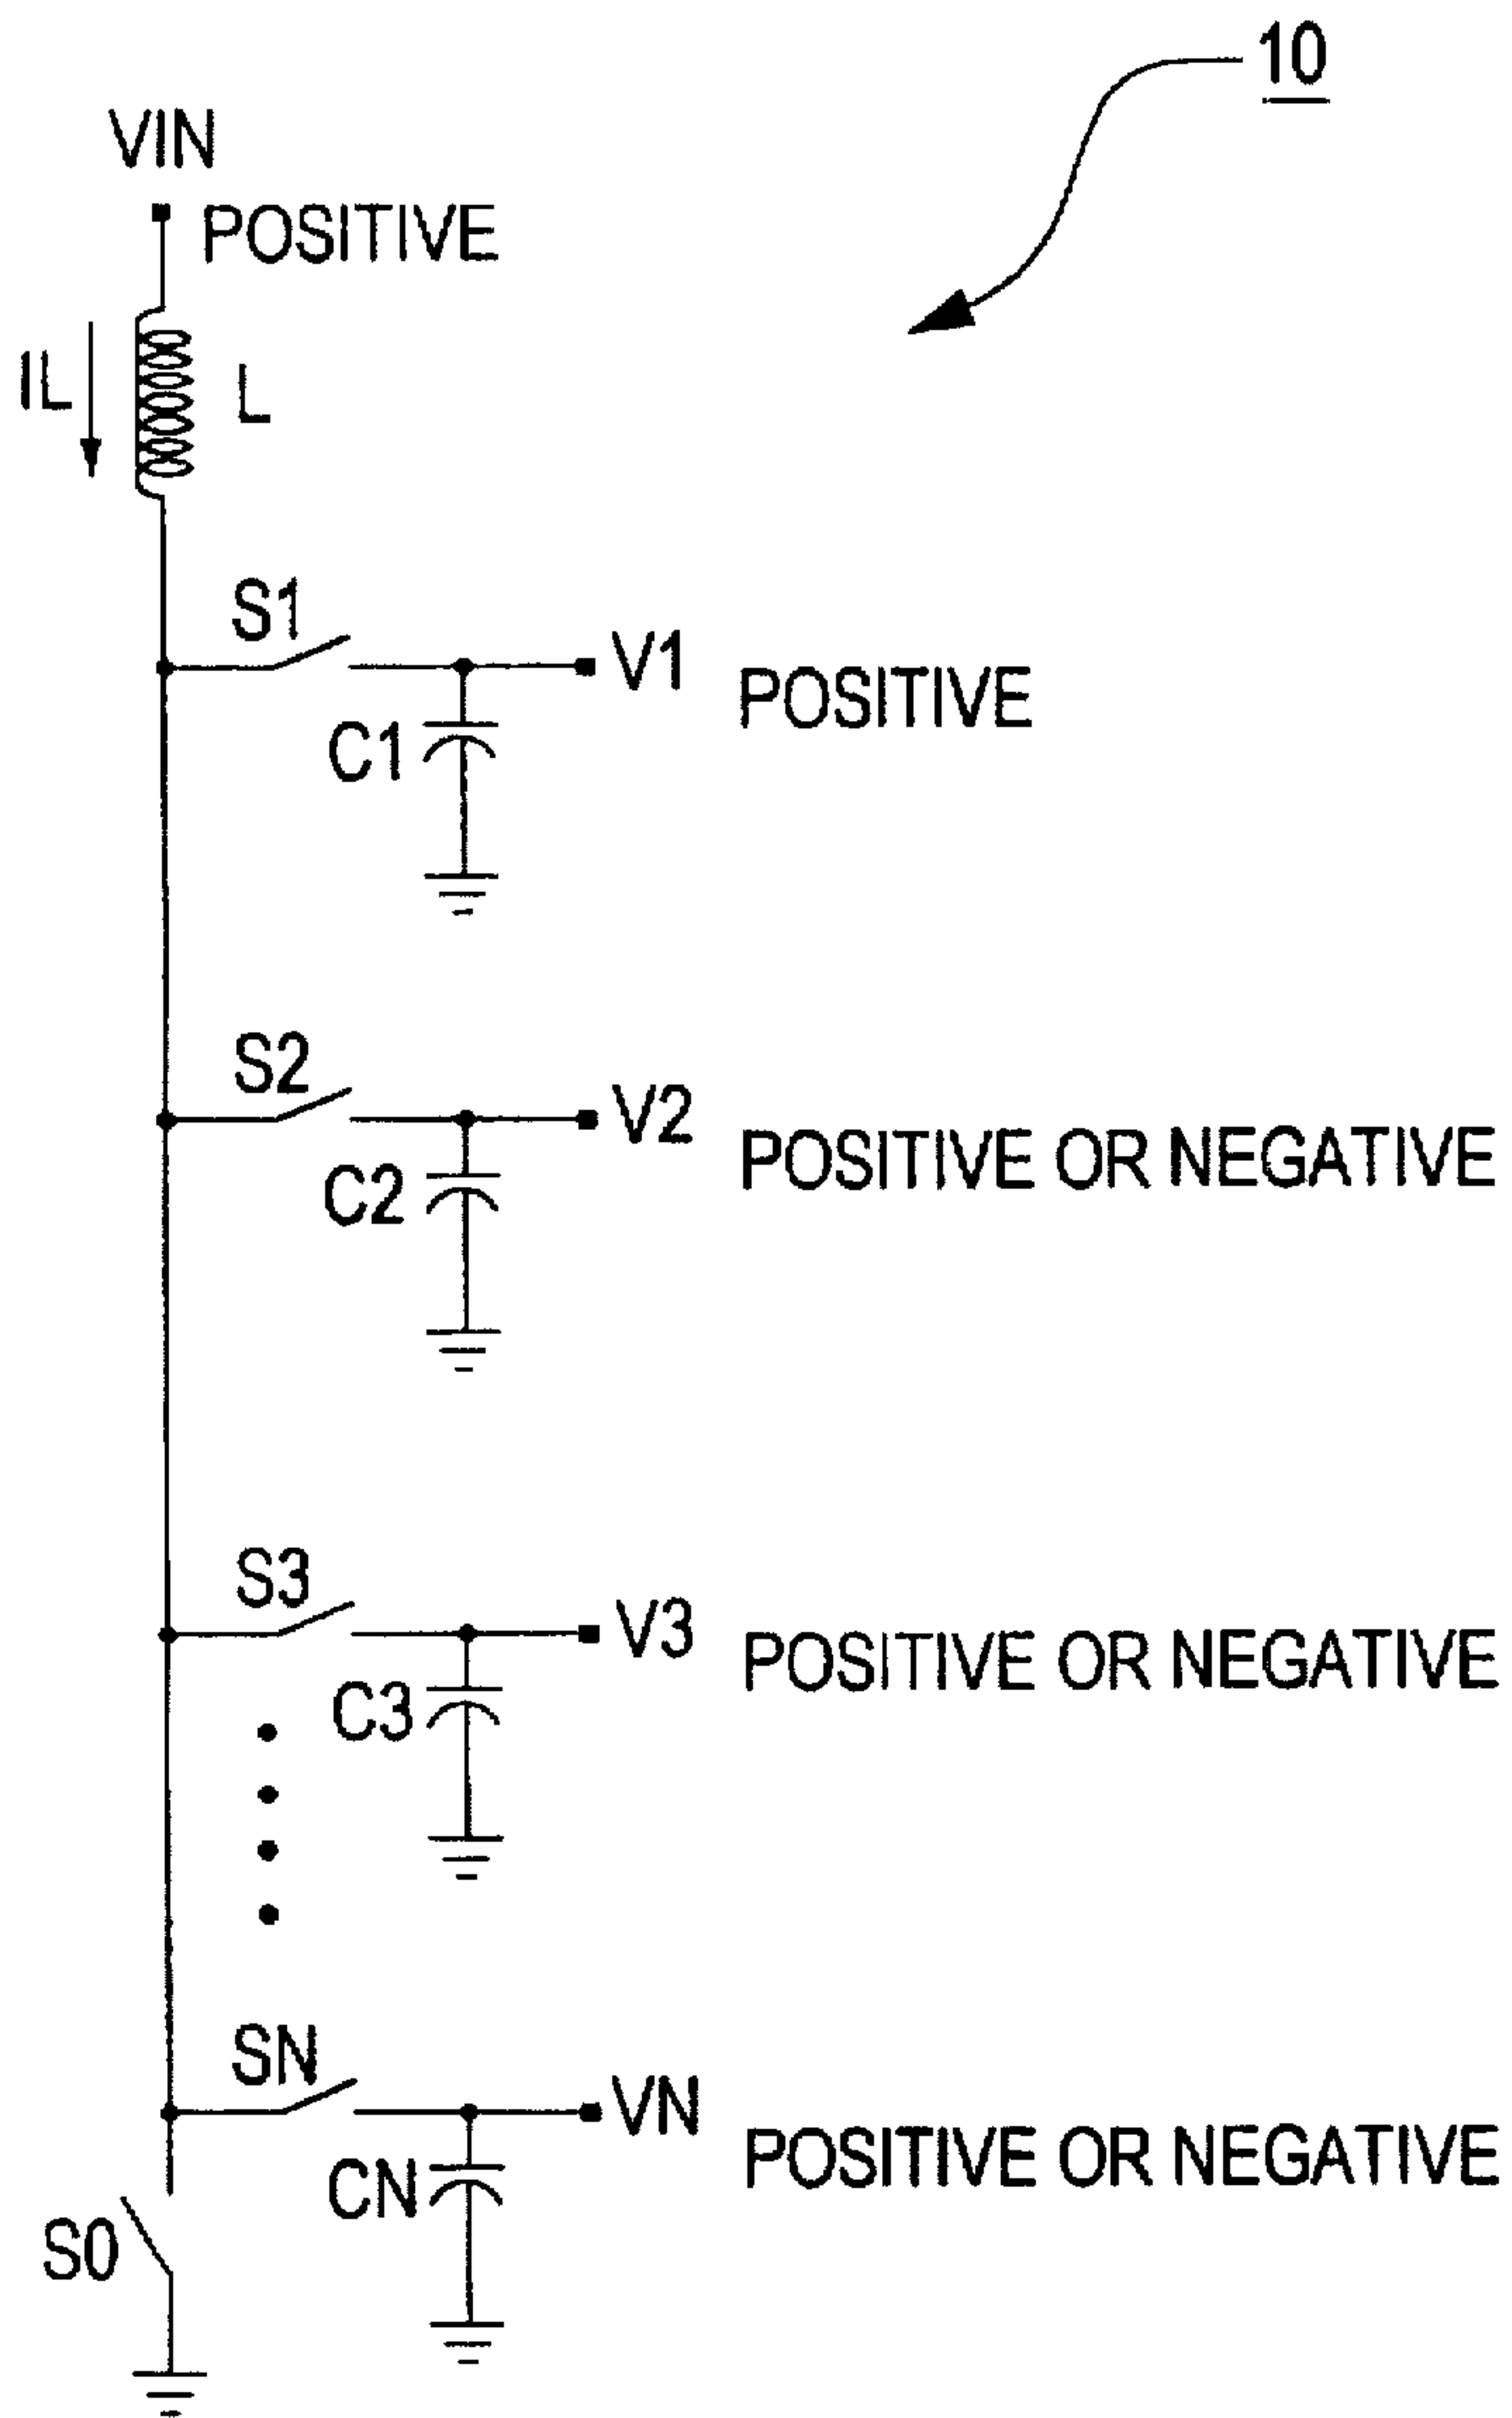 10
VIN
POSITIVE
IL
L
S1
V1
POSITIVE
C1
S2
V2
POSITIVE OR NEGATIVE
C2
S3
V3
POSITIVE OR NEGATIVE
C3
SN
VN
POSITIVE OR NEGATIVE
CN
S0